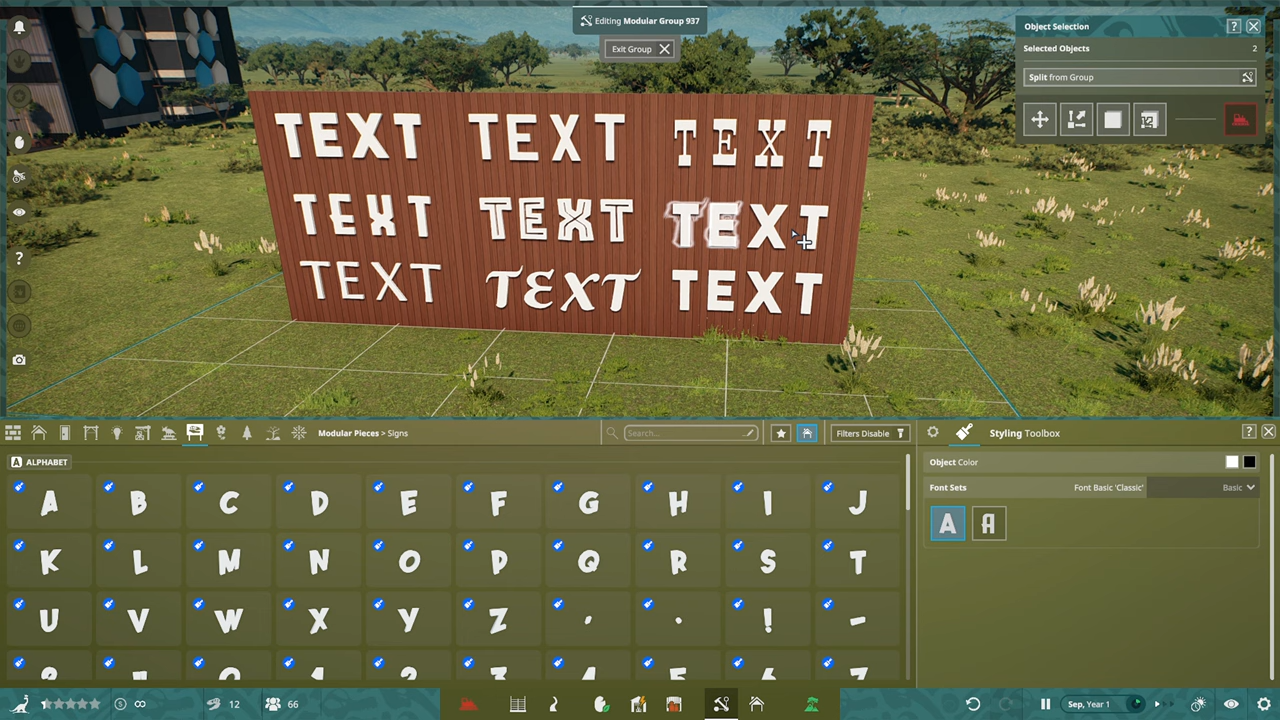 Editing Modular Group 937
Exit Group
Object Selection
?
Selected Objects 2
Split from Group
12
TEXT TEXT TEXT
TEXT TEXT TEXT
TEXT TEXT TEXT
?
Modular Pieces > Signs
Search...
Filters Disable
Styling Toolbox
?
A ALPHABET
Object Color
Font Sets Font Basic 'Classic' Basic
A A
A B C D E F G H I J
K L M N O P Q R S T
U V W X Y Z , . ! -
∞ 12 66
Sep, Year 1